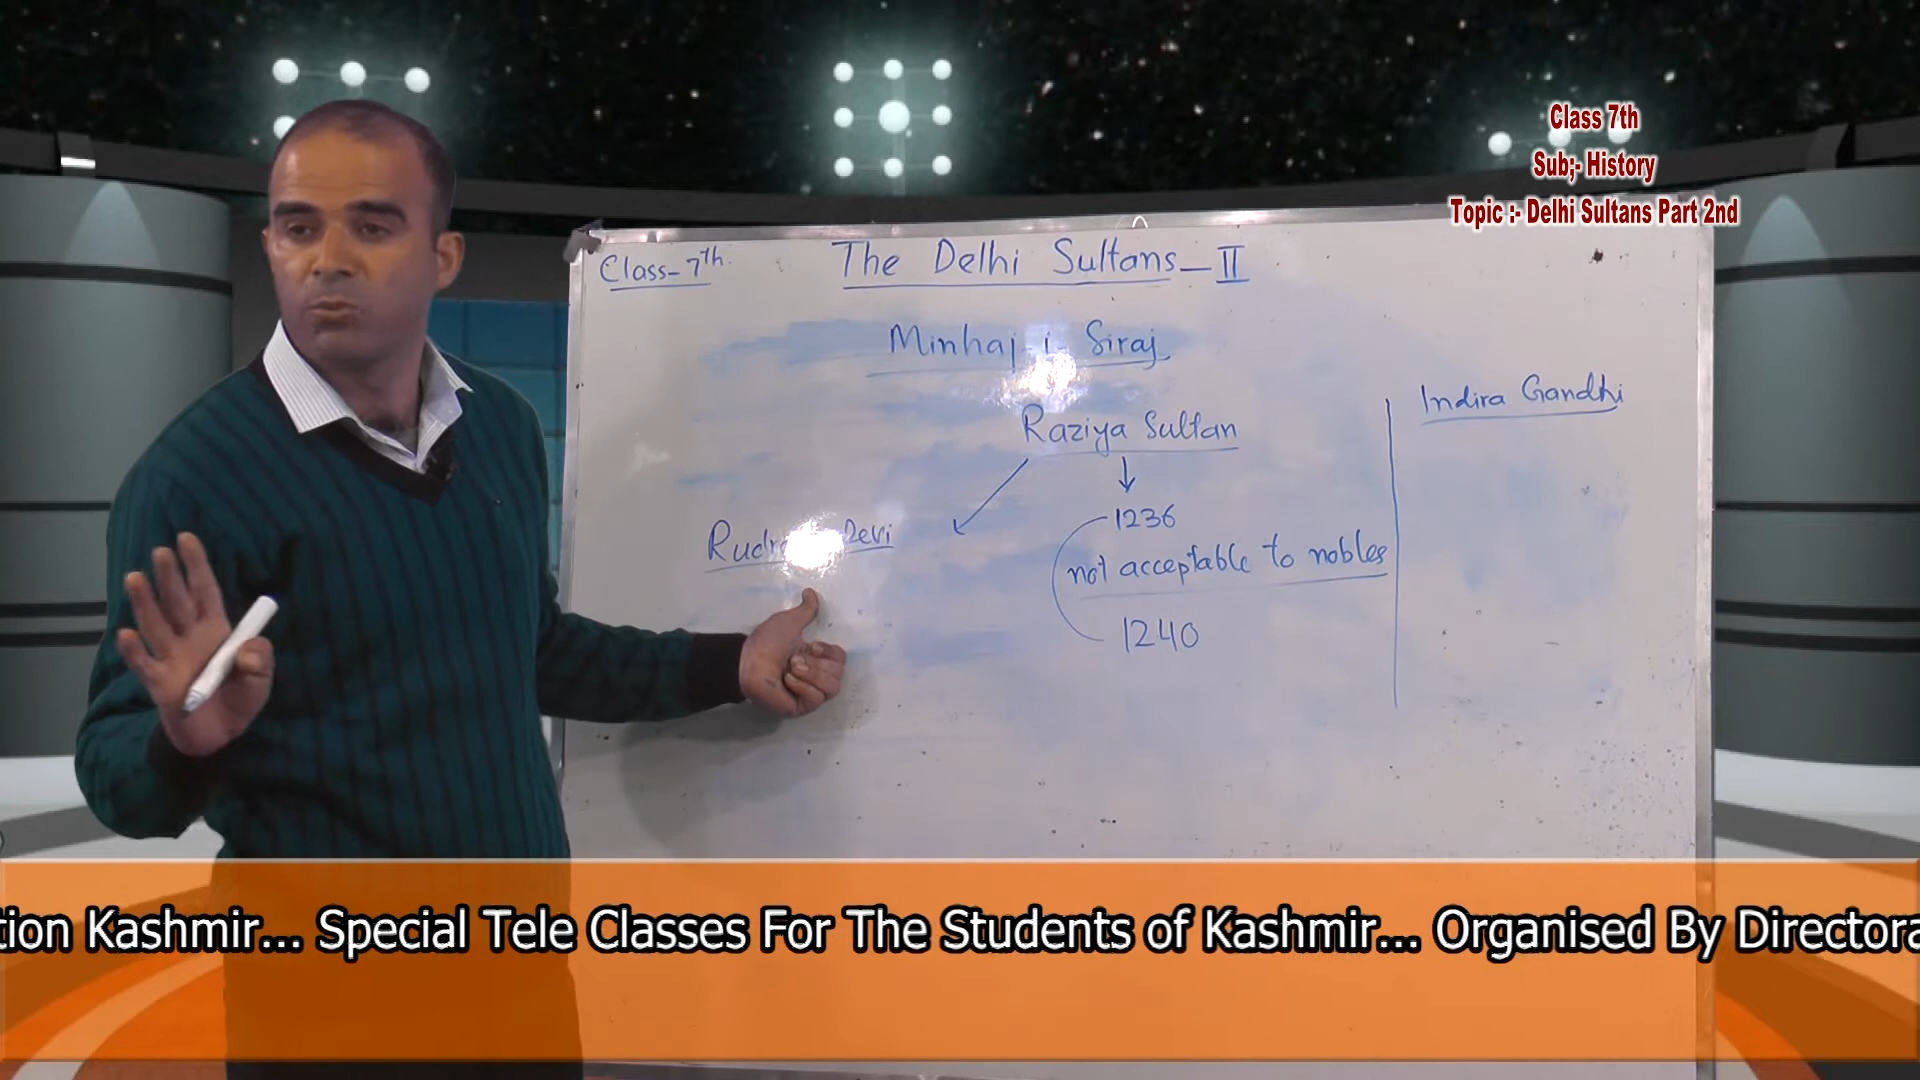 Class 7th
Sub;- History
Topic :- Delhi Sultans Part 2nd
Class-7th.
The Delhi Sultans-II
Minhaj-i-Siraj
Raziya Sultan
Indira Gandhi
1236
Devi
not acceptable to nobles
1240
tion Kashmir... Special Tele Classes For The Students of Kashmir... Organised By Directora